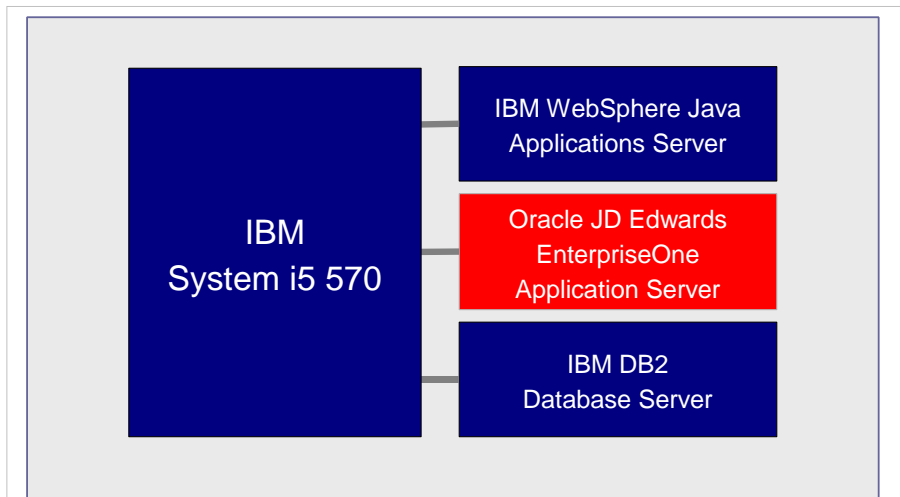 IBM
System i5 570
IBM WebSphere Java
Applications Server
Oracle JD Edwards
EnterpriseOne
Application Server
IBM DB2
Database Server